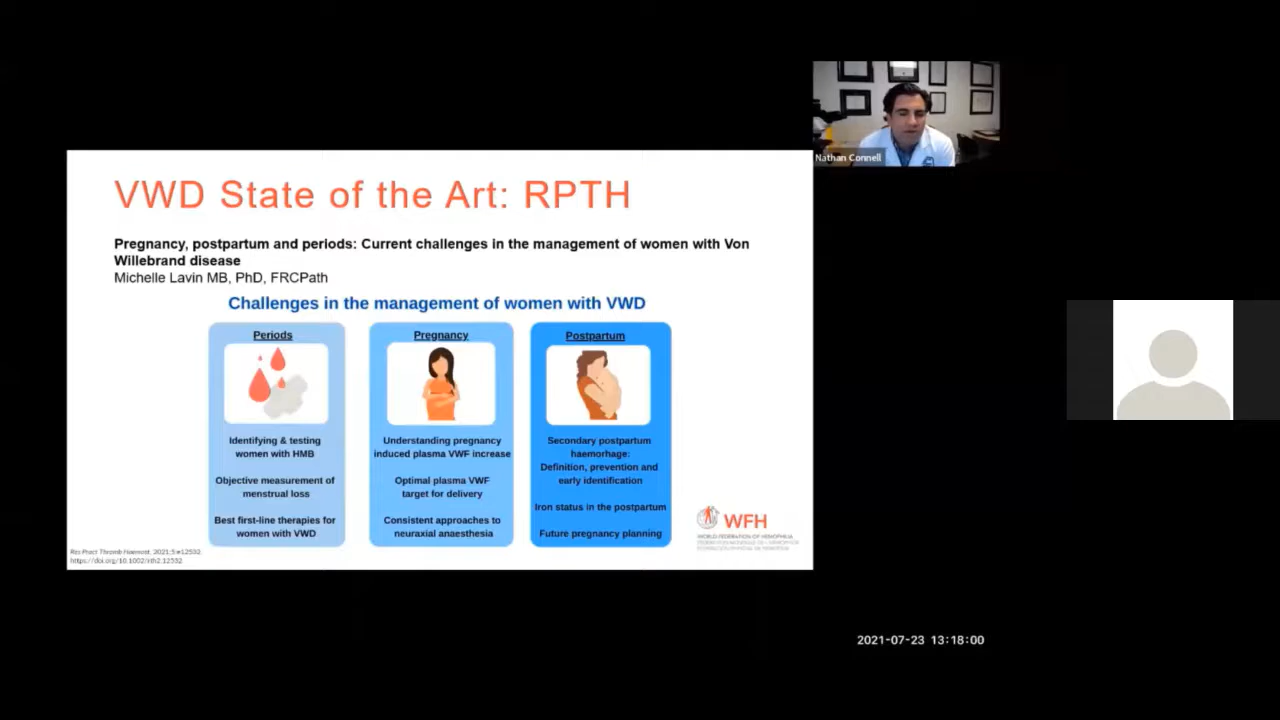 Nathan Connell
VWD State of the Art: RPTH
Pregnancy, postpartum and periods: Current challenges in the management of women with Von
Willebrand disease
Michelle Lavin MB, PhD, FRCPath
Challenges in the management of women with VWD
Periods
Identifying & testing
women with HMB
Objective measurement of
menstrual loss
Best first-line therapies for
women with VWD
Pregnancy
Understanding pregnancy
induced plasma VWF increase
Optimal plasma VWF
target for delivery
Consistent approaches to
neuraxial anaesthesia
Postpartum
Secondary postpartum
haemorhage:
Definition, prevention and
early identification
Iron status in the postpartum
Future pregnancy planning
WFH
WORLD FEDERATION OF HEMOPHILIA
Res Pract Thromb Haemost. 2021;5:e12532.
https://doi.org/10.1002/rth2.12532
2021-07-23 13:18:00